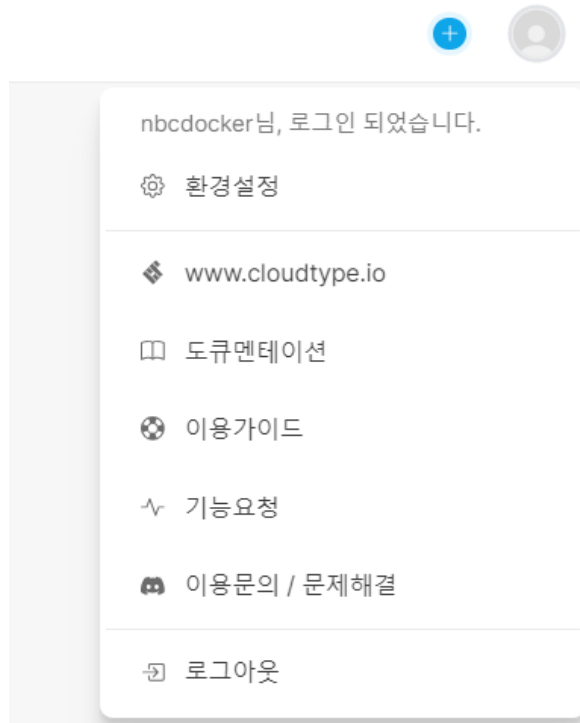 nbcdocker님, 로그인 되었습니다.
환경설정
www.cloudtype.io
도큐멘테이션
이용가이드
기능요청
이용문의 / 문제해결
로그아웃